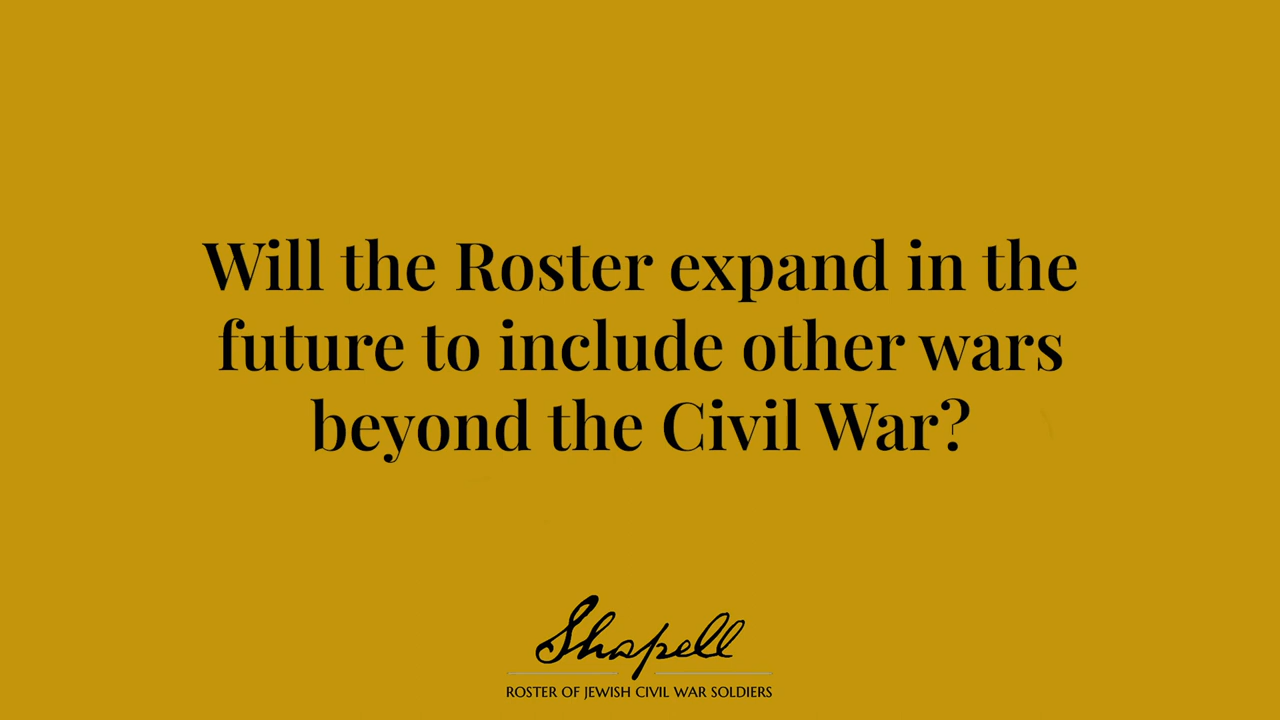 Will the Roster expand in the
future to include other wars
beyond the Civil War?
Shapell
ROSTER OF JEWISH CIVIL WAR SOLDIERS